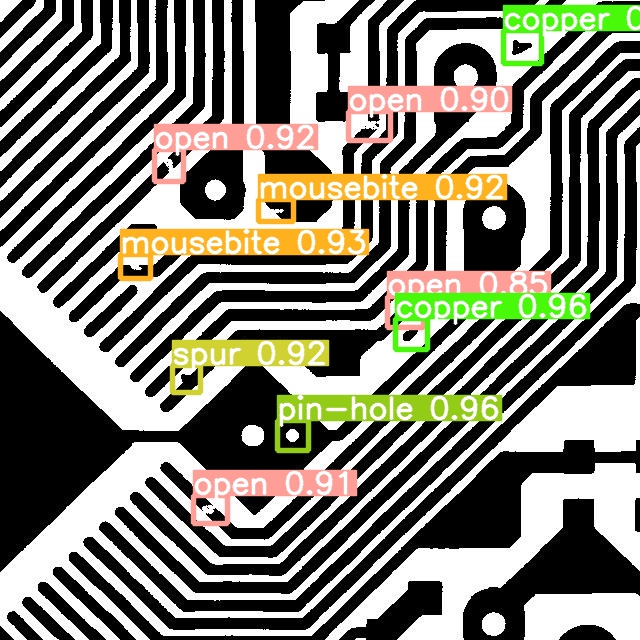 copper 0
open 0.90
open 0.92
mousebite 0.92
mousebite 0.93
open 0.85
copper 0.96
spur 0.92
pin-hole 0.96
open 0.91